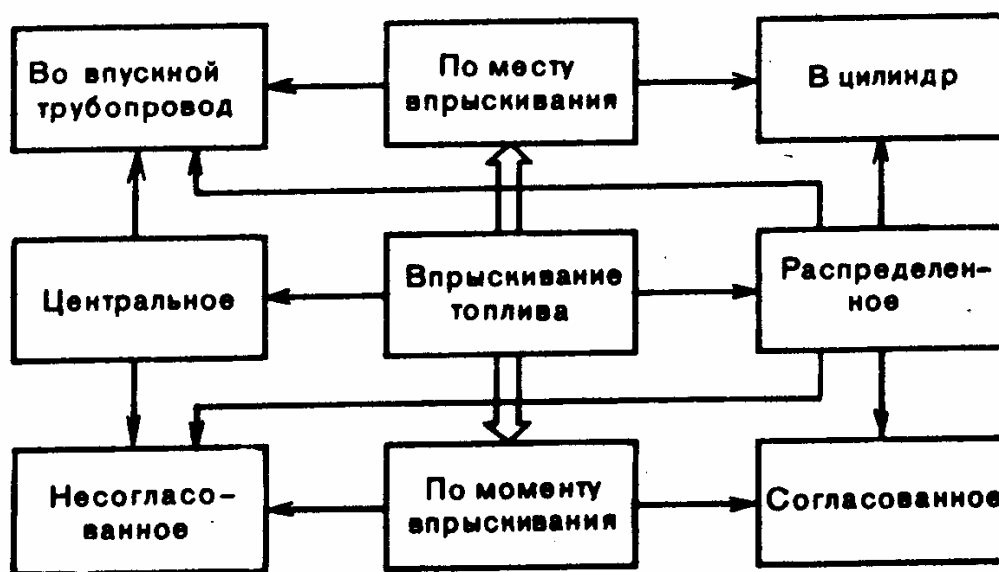 Во впускной
трубопровод
По месту
впрыскивания
В цилиндр
Центральное
Впрыскивание
топлива
Распределен-
ное
Несогласо-
ванное
По моменту
впрыскивания
Согласованное